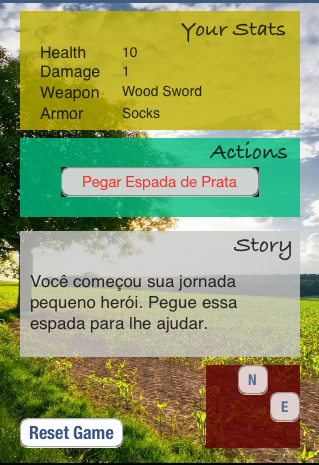 Your Stats
Health 10
Damage 1
Weapon Wood Sword
Armor Socks
Actions
Pegar Espada de Prata
Story
Você começou sua jornada
pequeno herói. Pegue essa
espada para lhe ajudar.
N
E
Reset Game